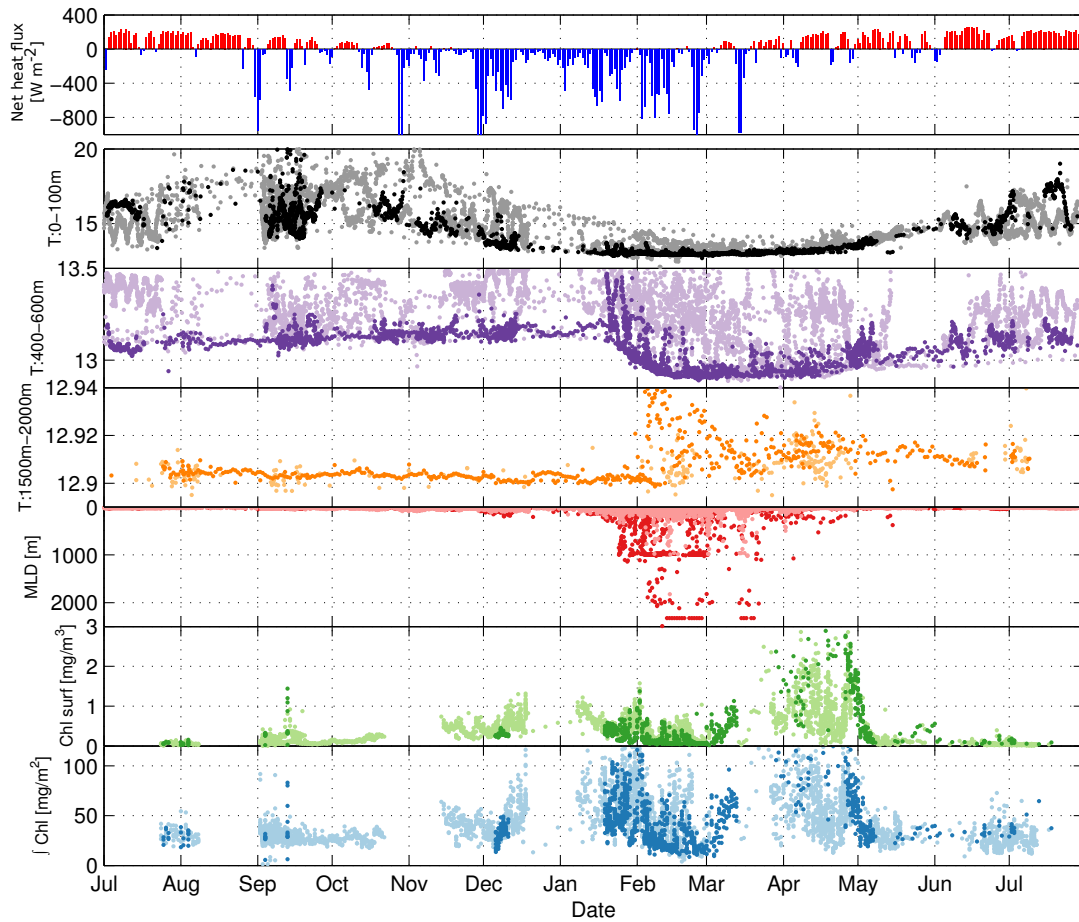 Net heat flux
[W m-2]
400
0
−400
−800
T:0−100m
20
15
T:400−600m
13.5
13
T:1500m−2000m
12.94
12.92
12.9
MLD [m]
0
1000
2000
Chl surf [mg/m3]
3
2
1
0
∫ Chl [mg/m2]
100
50
0
Jul Aug Sep Oct Nov Dec Jan Feb Mar Apr May Jun Jul
Date